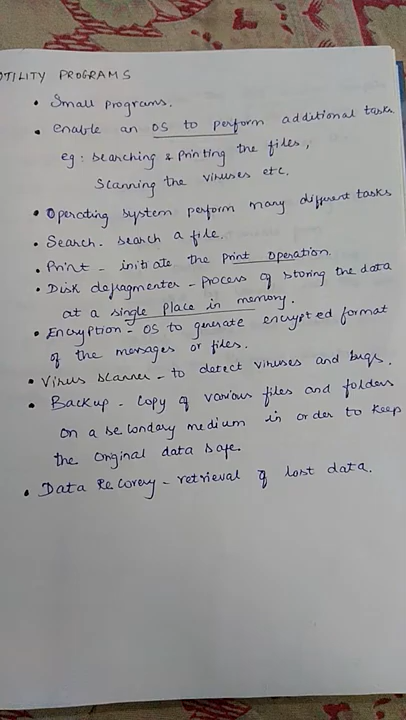 UTILITY PROGRAMS
• Small programs.
• enable an OS to perform additional tasks
eg: searching & printing the files,
Scanning the viruses etc.
• Operating system perform many different tasks
• Search - search a file.
• Print - initiate the print operation.
• Disk defragmenter - process of storing the data
at a single place in memory.
• Encryption - OS to generate encrypted format
of the messages or files.
• Virus scanner - to detect viruses and bugs.
• Backup - copy of various files and folders
on a secondary medium in order to keep
the original data safe.
• Data Recovery - retrieval of lost data.